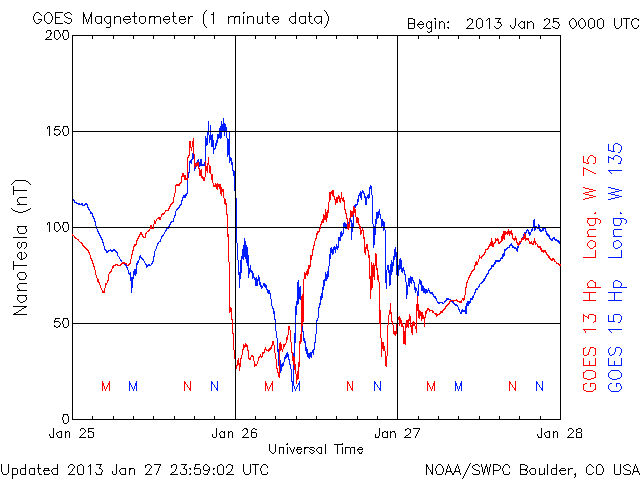 GOES Magnetometer (1 minute data)
Begin: 2013 Jan 25 0000 UTC
200
150
100
50
0
NanoTesla (nT)
M M N N M M N N M M N N
Jan 25 Jan 26 Jan 27 Jan 28
Universal Time
GOES 13 Hp Long. W 75
GOES 15 Hp Long. W 135
Updated 2013 Jan 27 23:59:02 UTC
NOAA/SWPC Boulder, CO USA